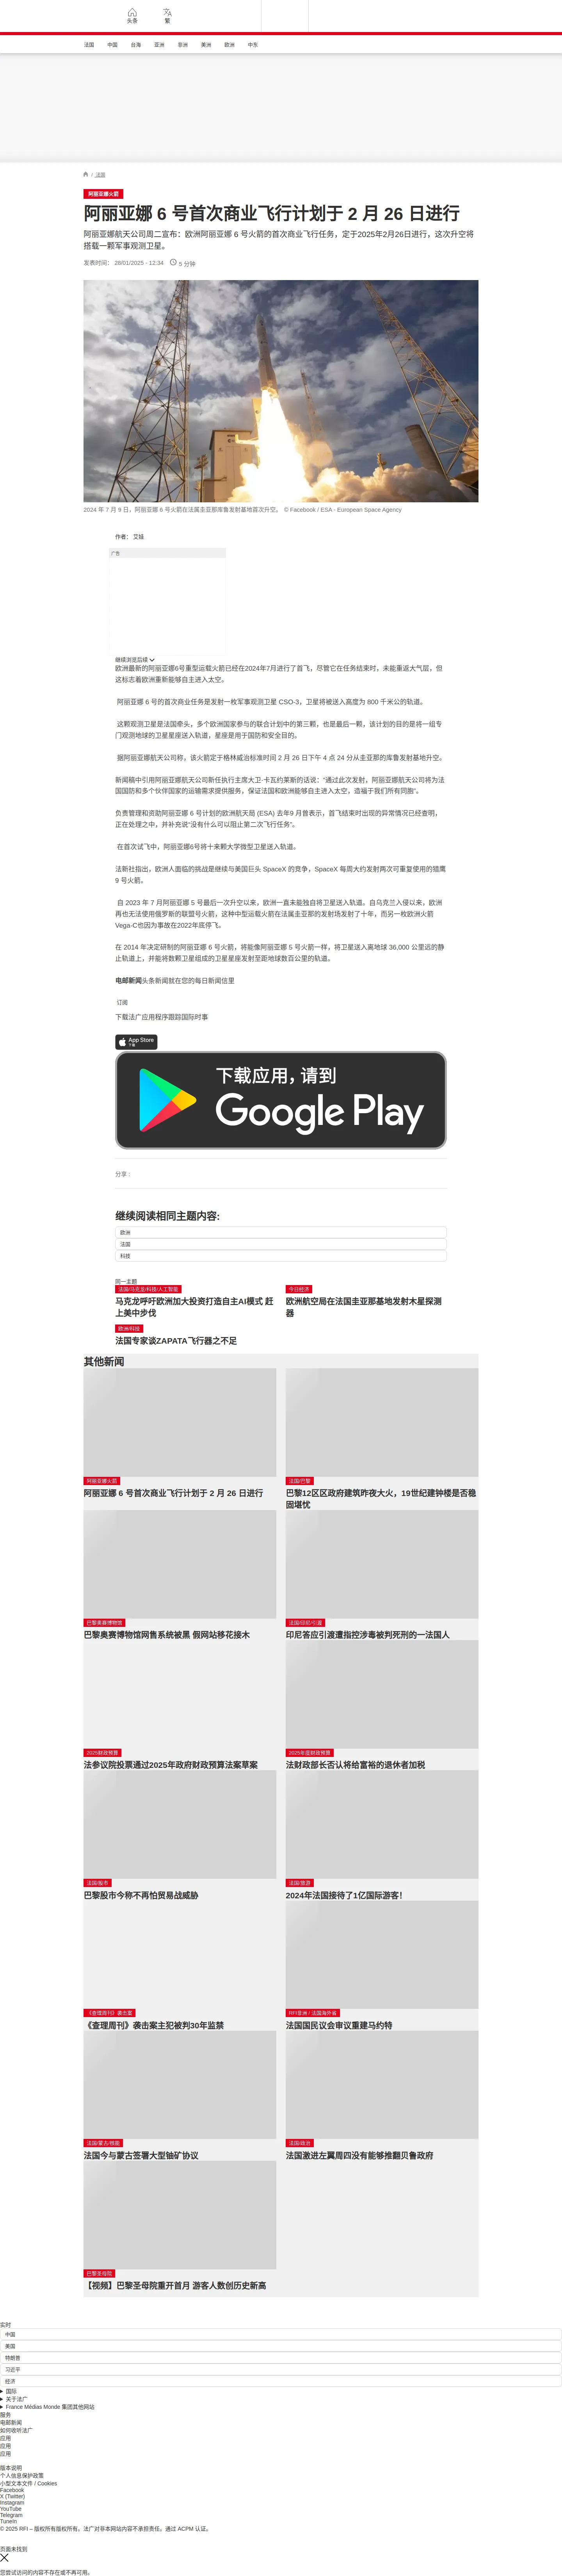 头条
繁
法国
中国
台海
亚洲
非洲
美洲
欧洲
中东
法国
阿丽亚娜火箭
阿丽亚娜 6 号首次商业飞行计划于 2 月 26 日进行
阿丽亚娜航天公司周二宣布：欧洲阿丽亚娜 6 号火箭的首次商业飞行任务，定于2025年2月26日进行，这次升空将
搭载一颗军事观测卫星。
发表时间： 28/01/2025 - 12:34
5 分钟
2024 年 7 月 9 日，阿丽亚娜 6 号火箭在法属圭亚那库鲁发射基地首次升空。 © Facebook / ESA - European Space Agency
作者： 艾娅
广告
继续浏览后续
欧洲最新的阿丽亚娜6号重型运载火箭已经在2024年7月进行了首飞，尽管它在任务结束时，未能重返大气层，但
这标志着欧洲重新能够自主进入太空。
阿丽亚娜 6 号的首次商业任务是发射一枚军事观测卫星 CSO-3，卫星将被送入高度为 800 千米公的轨道。
这颗观测卫星是法国牵头，多个欧洲国家参与的联合计划中的第三颗，也是最后一颗，该计划的目的是将一组专
门观测地球的卫星星座送入轨道，星座是用于国防和安全目的。
据阿丽亚娜航天公司称，该火箭定于格林威治标准时间 2 月 26 日下午 4 点 24 分从圭亚那的库鲁发射基地升空。
新闻稿中引用阿丽亚娜航天公司新任执行主席大卫·卡瓦约莱斯的话说：“通过此次发射，阿丽亚娜航天公司将为法
国国防和多个伙伴国家的运输需求提供服务，保证法国和欧洲能够自主进入太空，造福于我们所有同胞”。
负责管理和资助阿丽亚娜 6 号计划的欧洲航天局 (ESA) 去年9 月曾表示，首飞结束时出现的异常情况已经查明，
正在处理之中，并补充说“没有什么可以阻止第二次飞行任务”。
在首次试飞中，阿丽亚娜6号将十来颗大学微型卫星送入轨道。
法新社指出，欧洲人面临的挑战是继续与美国巨头 SpaceX 的竞争，SpaceX 每周大约发射两次可重复使用的猎鹰
9 号火箭。
自 2023 年 7 月阿丽亚娜 5 号最后一次升空以来，欧洲一直未能独自将卫星送入轨道。自乌克兰入侵以来，欧洲
再也无法使用俄罗斯的联盟号火箭，这种中型运载火箭在法属圭亚那的发射场发射了十年，而另一枚欧洲火箭
Vega-C也因为事故在2022年底停飞。
在 2014 年决定研制的阿丽亚娜 6 号火箭，将能像阿丽亚娜 5 号火箭一样，将卫星送入离地球 36,000 公里远的静
止轨道上，并能将数颗卫星组成的卫星星座发射至距地球数百公里的轨道。
电邮新闻头条新闻就在您的每日新闻信里
订阅
下载法广应用程序跟踪国际时事
App Store
下载
下载应用，请到
Google Play
分享 :
继续阅读相同主题内容:
欧洲
法国
科技
同一主题
法国/马克龙/科技/人工智能
马克龙呼吁欧洲加大投资打造自主AI模式 赶
上美中步伐
今日经济
欧洲航空局在法国圭亚那基地发射木星探测
器
欧洲/科技
法国专家谈ZAPATA飞行器之不足
其他新闻
阿丽亚娜火箭
阿丽亚娜 6 号首次商业飞行计划于 2 月 26 日进行
法国/巴黎
巴黎12区区政府建筑昨夜大火，19世纪建钟楼是否稳
固堪忧
巴黎奥赛博物馆
巴黎奥赛博物馆网售系统被黑 假网站移花接木
法国/印尼/引渡
印尼答应引渡遭指控涉毒被判死刑的一法国人
2025财政预算
法参议院投票通过2025年政府财政预算法案草案
2025年度财政预算
法财政部长否认将给富裕的退休者加税
法国/股市
巴黎股市今称不再怕贸易战威胁
法国/旅游
2024年法国接待了1亿国际游客！
《查理周刊》袭击案
《查理周刊》袭击案主犯被判30年监禁
RFI非洲 / 法国海外省
法国国民议会审议重建马约特
法国/蒙古/核能
法国今与蒙古签署大型铀矿协议
法国/政治
法国激进左翼周四没有能够推翻贝鲁政府
巴黎圣母院
【视频】巴黎圣母院重开首月 游客人数创历史新高
实时
中国
美国
特朗普
习近平
经济
国际
关于法广
France Médias Monde 集团其他网站
服务
电邮新闻
如何收听法广
应用
应用
应用
版本说明
个人信息保护政策
小型文本文件 / Cookies
Facebook
X (Twitter)
Instagram
YouTube
Telegram
TuneIn
© 2025 RFI – 版权所有版权所有。法广对非本网站内容不承担责任。通过 ACPM 认证。
页面未找到
您尝试访问的内容不存在或不再可用。